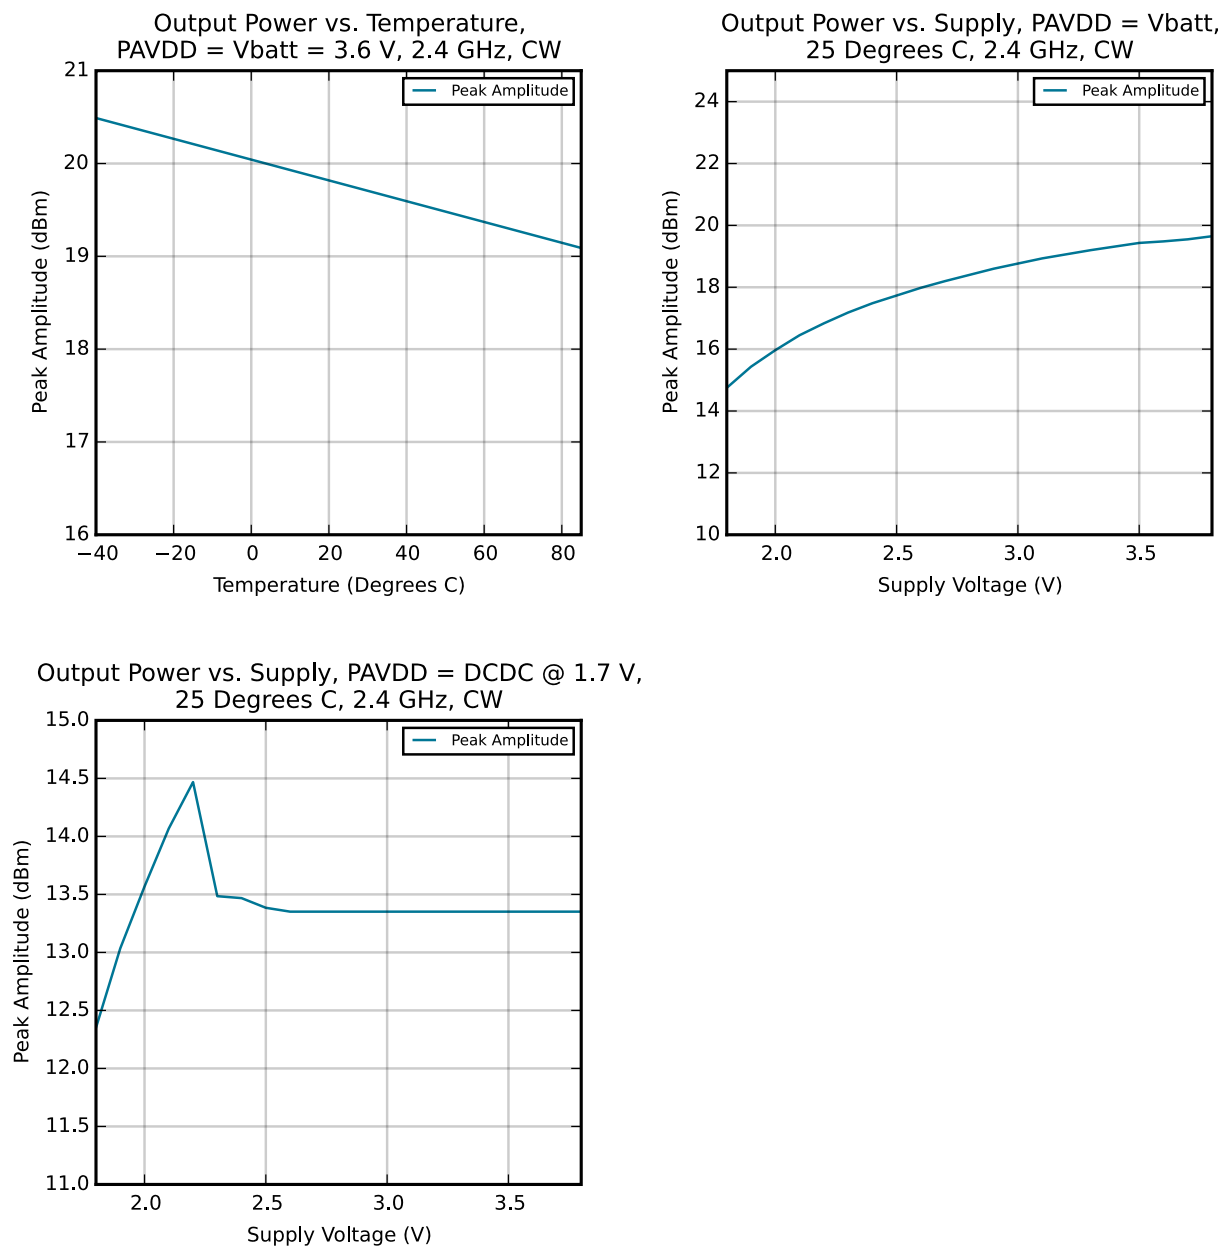 Output Power vs. Temperature,
PAVDD = Vbatt = 3.6 V, 2.4 GHz, CW
Peak Amplitude
21
20
19
18
17
16
Peak Amplitude (dBm)
−40 −20 0 20 40 60 80
Temperature (Degrees C)
Output Power vs. Supply, PAVDD = Vbatt,
25 Degrees C, 2.4 GHz, CW
Peak Amplitude
24
22
20
18
16
14
12
10
Peak Amplitude (dBm)
2.0 2.5 3.0 3.5
Supply Voltage (V)
Output Power vs. Supply, PAVDD = DCDC @ 1.7 V,
25 Degrees C, 2.4 GHz, CW
Peak Amplitude
15.0
14.5
14.0
13.5
13.0
12.5
12.0
11.5
11.0
Peak Amplitude (dBm)
2.0 2.5 3.0 3.5
Supply Voltage (V)